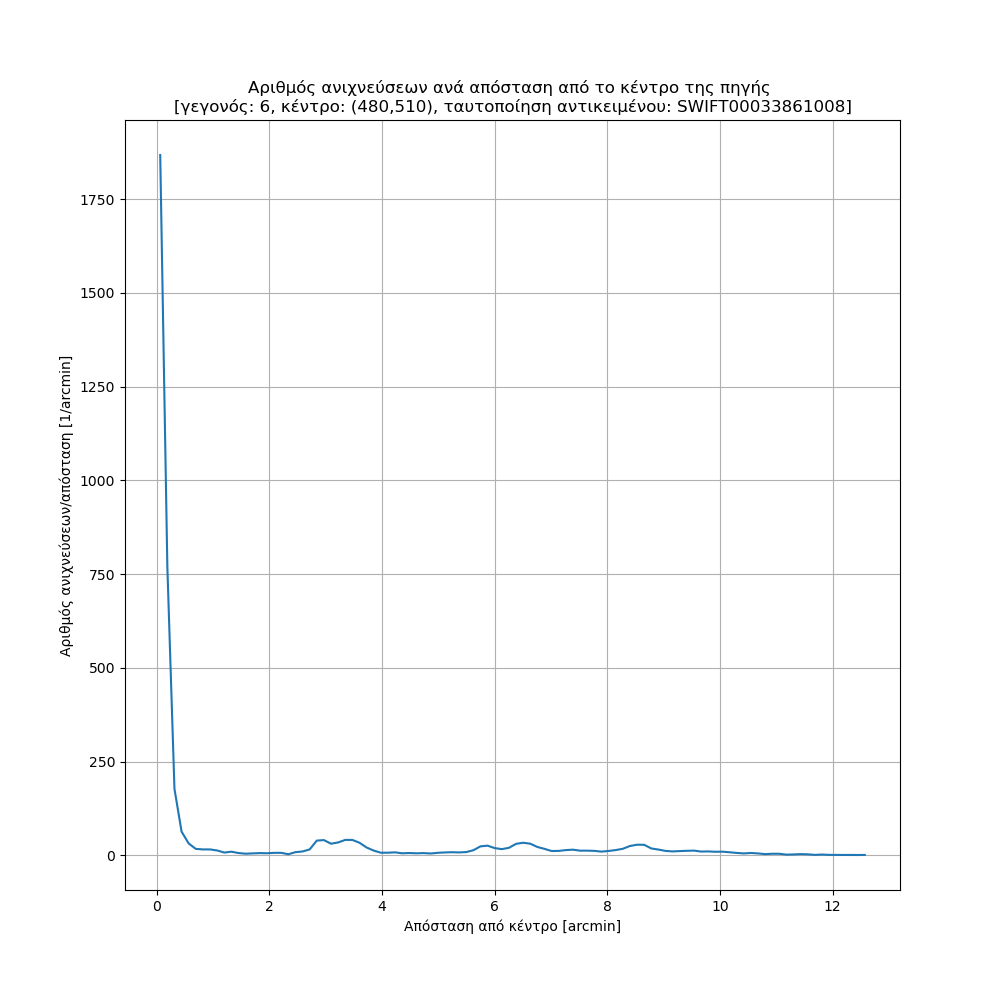 Αριθμός ανιχνεύσεων ανά απόσταση από το κέντρο της πηγής
[γεγονός: 6, κέντρο: (480,510), ταυτοποίηση αντικειμένου: SWIFT00033861008]
1750
1500
1250
1000
750
500
250
0
Αριθμός ανιχνεύσεων/απόσταση [1/arcmin]
0 2 4 6 8 10 12
Απόσταση από κέντρο [arcmin]